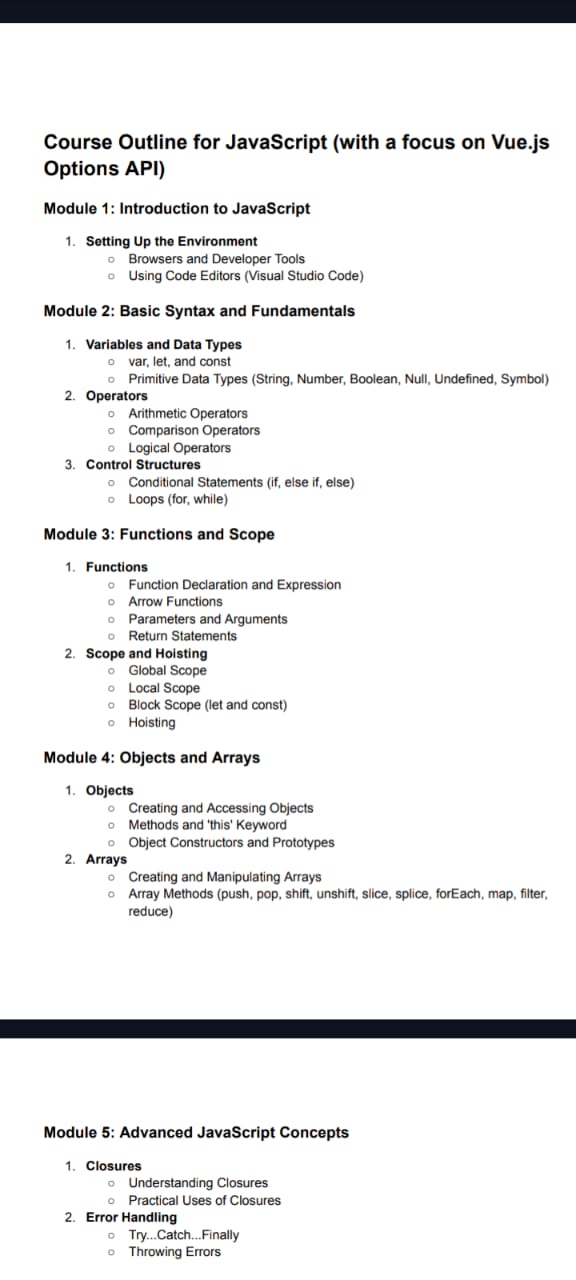 Course Outline for JavaScript (with a focus on Vue.js
Options API)
Module 1: Introduction to JavaScript
1. Setting Up the Environment
○ Browsers and Developer Tools
○ Using Code Editors (Visual Studio Code)
Module 2: Basic Syntax and Fundamentals
1. Variables and Data Types
○ var, let, and const
○ Primitive Data Types (String, Number, Boolean, Null, Undefined, Symbol)
2. Operators
○ Arithmetic Operators
○ Comparison Operators
○ Logical Operators
3. Control Structures
○ Conditional Statements (if, else if, else)
○ Loops (for, while)
Module 3: Functions and Scope
1. Functions
○ Function Declaration and Expression
○ Arrow Functions
○ Parameters and Arguments
○ Return Statements
2. Scope and Hoisting
○ Global Scope
○ Local Scope
○ Block Scope (let and const)
○ Hoisting
Module 4: Objects and Arrays
1. Objects
○ Creating and Accessing Objects
○ Methods and 'this' Keyword
○ Object Constructors and Prototypes
2. Arrays
○ Creating and Manipulating Arrays
○ Array Methods (push, pop, shift, unshift, slice, splice, forEach, map, filter,
reduce)
Module 5: Advanced JavaScript Concepts
1. Closures
○ Understanding Closures
○ Practical Uses of Closures
2. Error Handling
○ Try...Catch...Finally
○ Throwing Errors